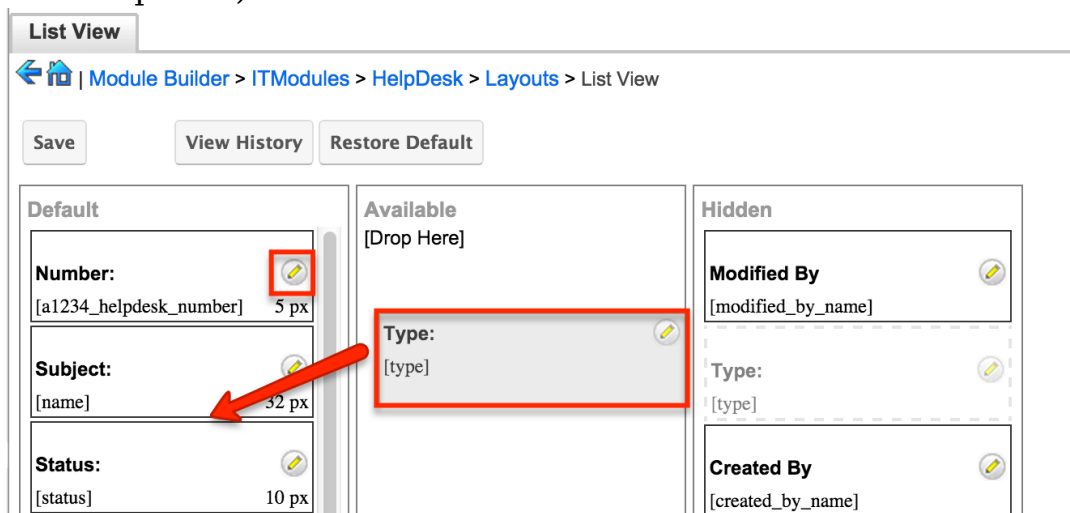 List View
| Module Builder > ITModules > HelpDesk > Layouts > List View
Save
View History
Restore Default
Default
Number:
[a1234_helpdesk_number] 5 px
Subject:
[name] 32 px
Status:
[status] 10 px
Available
[Drop Here]
Type:
[type]
Hidden
Modified By
[modified_by_name]
Type:
[type]
Created By
[created_by_name]